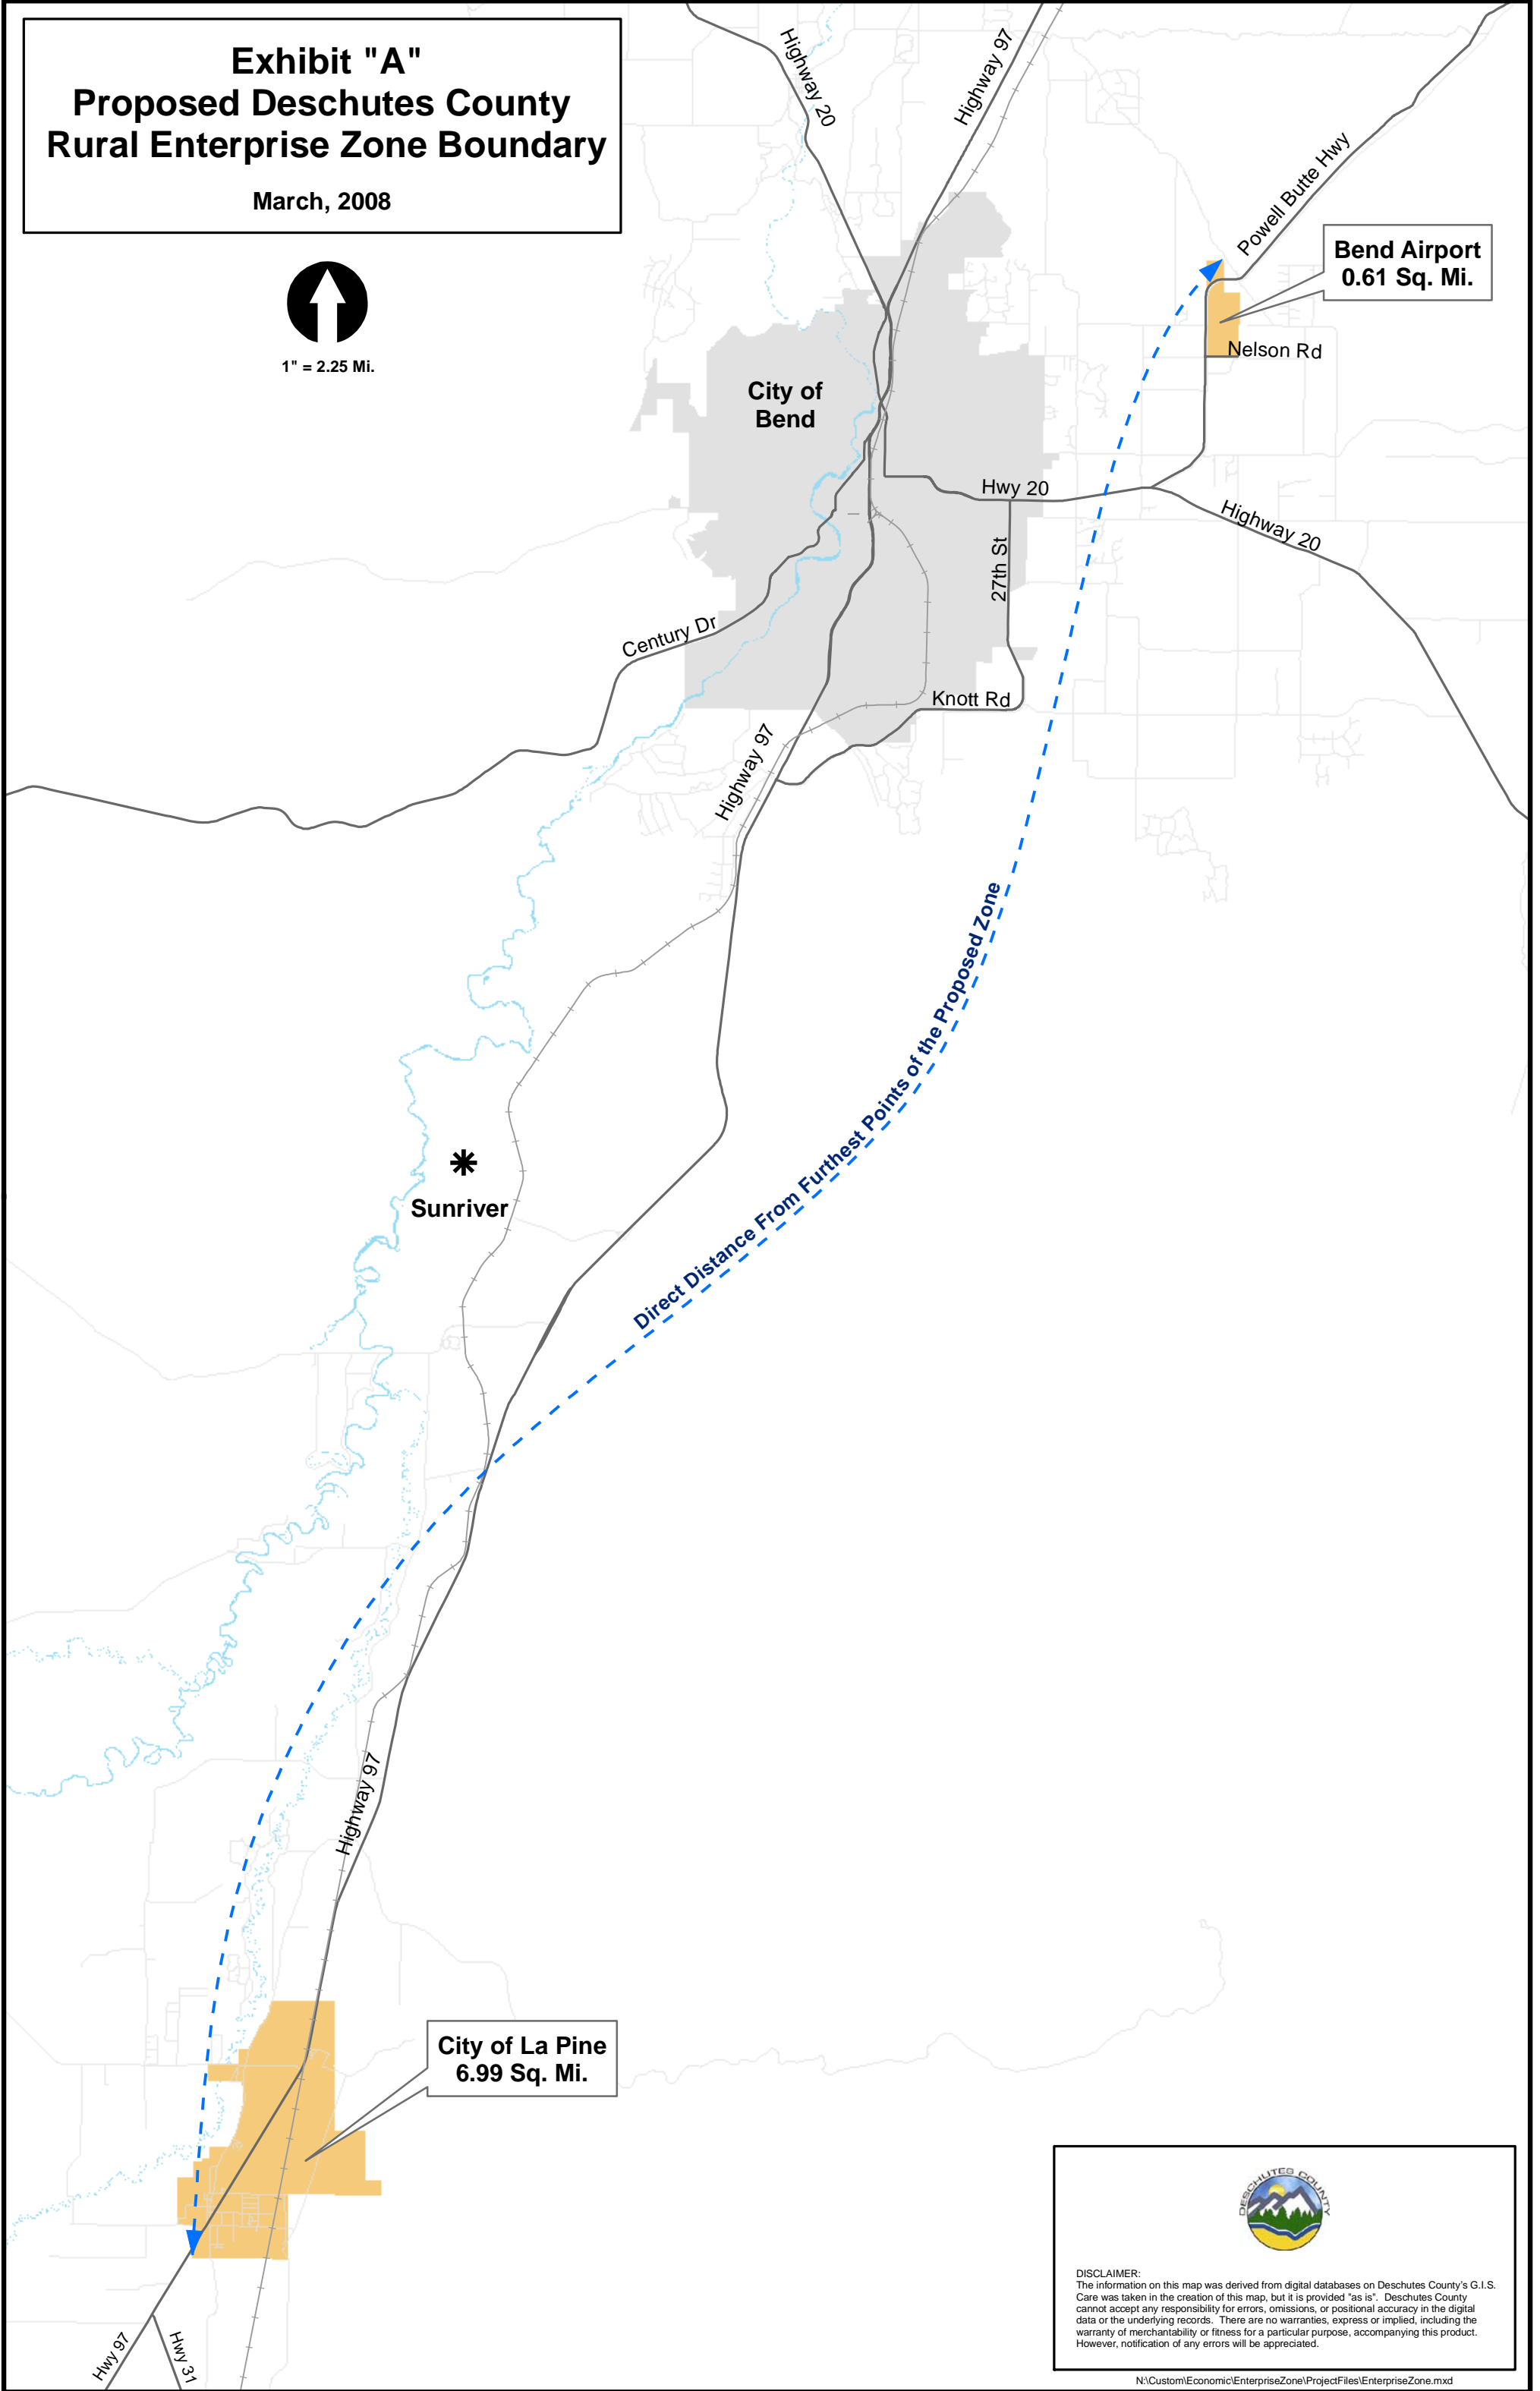 Exhibit "A"
Proposed Deschutes County
Rural Enterprise Zone Boundary
March, 2008
1" = 2.25 Mi.
Highway 20
Highway 97
Powell Butte Hwy
Bend Airport
0.61 Sq. Mi.
Nelson Rd
City of
Bend
Hwy 20
Highway 20
27th St
Century Dr
Knott Rd
Highway 97
Direct Distance From Furthest Points of the Proposed Zone
Sunriver
Highway 97
City of La Pine
6.99 Sq. Mi.
Hwy 97
Hwy 31
DESCHUTES COUNTY
DISCLAIMER:
The information on this map was derived from digital databases on Deschutes County's G.I.S.
Care was taken in the creation of this map, but it is provided "as is". Deschutes County
cannot accept any responsibility for errors, omissions, or positional accuracy in the digital
data or the underlying records. There are no warranties, express or implied, including the
warranty of merchantability or fitness for a particular purpose, accompanying this product.
However, notification of any errors will be appreciated.
N:\Custom\Economic\EnterpriseZone\ProjectFiles\EnterpriseZone.mxd